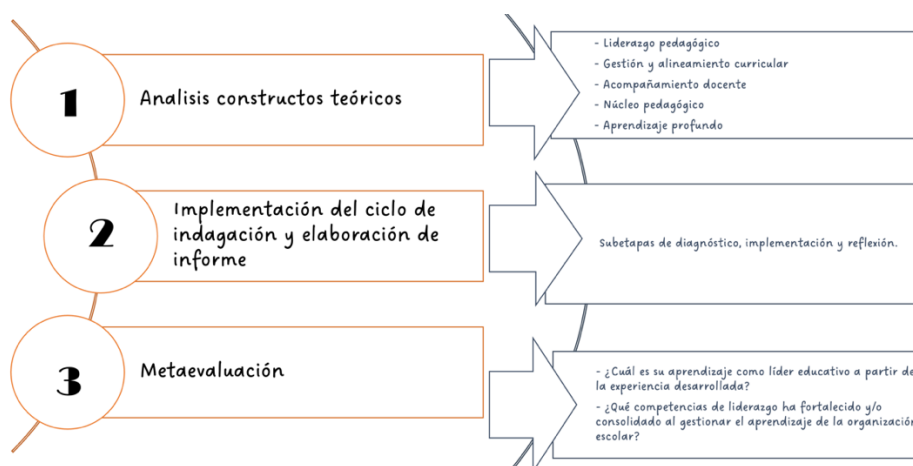 1
Analisis constructos teóricos
- Liderazgo pedagógico
- Gestión y alineamiento curricular
- Acompañamiento docente
- Núcleo pedagógico
- Aprendizaje profundo
2
Implementación del ciclo de
indagación y elaboración de
informe
Subetapas de diagnóstico, implementación y reflexión.
3
Metaevaluación
- ¿Cuál es su aprendizaje como líder educativo a partir de
la experiencia desarrollada?
- ¿Qué competencias de liderazgo ha fortalecido y/o
consolidado al gestionar el aprendizaje de la organización
escolar?